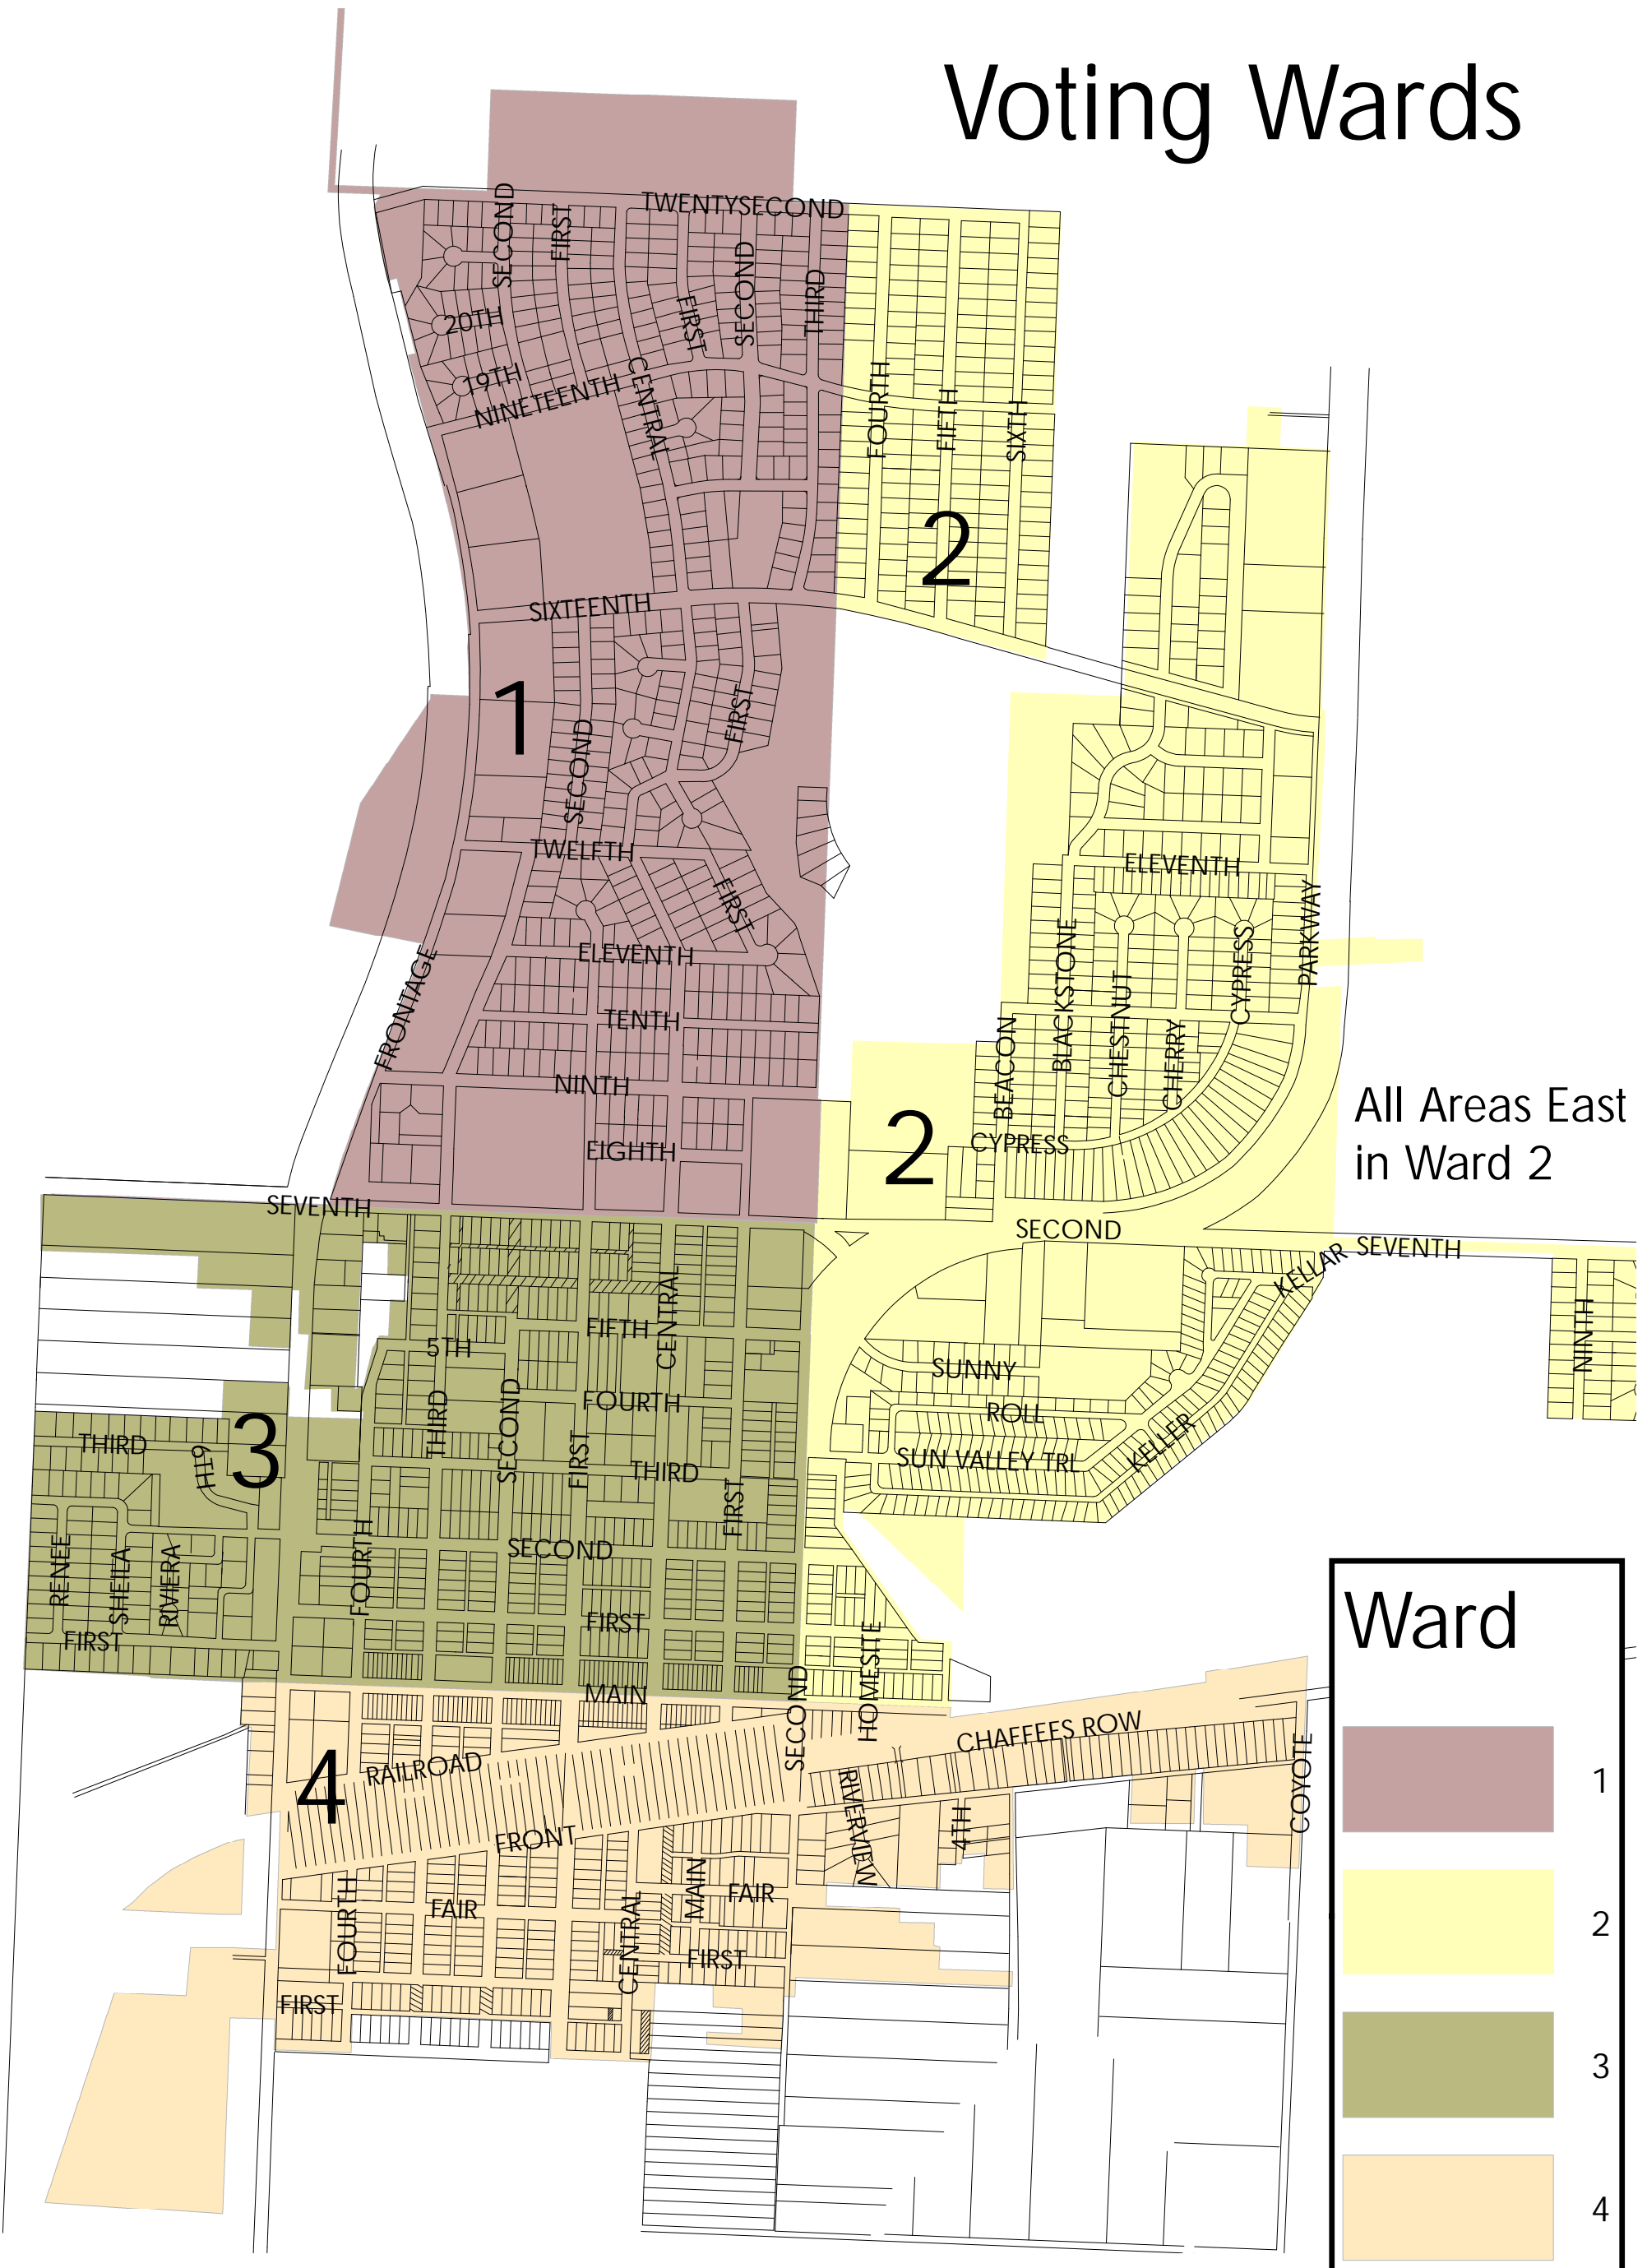 Voting Wards
TWENTYSECOND
SECOND
FIRST
SECOND
THIRD
FIRST
20TH
19TH
NINETEENTH
CENTRAL
FOURTH
FIFTH
SIXTH
2
SIXTEENTH
1
FIRST
SECOND
TWELFTH
ELEVENTH
FIRST
PARKWAY
BLACKSTONE
CYPRESS
ELEVENTH
FRONTAGE
CHESTNUT
TENTH
BEACON
CHERRY
NINTH
All Areas East
in Ward 2
2
CYPRESS
EIGHTH
SEVENTH
SECOND
KELLAR
SEVENTH
CENTRAL
FIFTH
NINTH
5TH
SUNNY
THIRD
SECOND
FOURTH
ROLL
3
THIRD
6TH
FIRST
THIRD
SUN VALLEY TRL
KELLER
FIRST
FOURTH
SECOND
RENEE
SHEILA
RIVIERA
FIRST
FIRST
MAIN
SECOND
HOMESITE
CHAFFEES ROW
4
RAILROAD
COYOTE
RIVERVIEW
4TH
FRONT
FOURTH
FAIR
MAIN
FAIR
CENTRAL
FIRST
FIRST
Ward
1
2
3
4